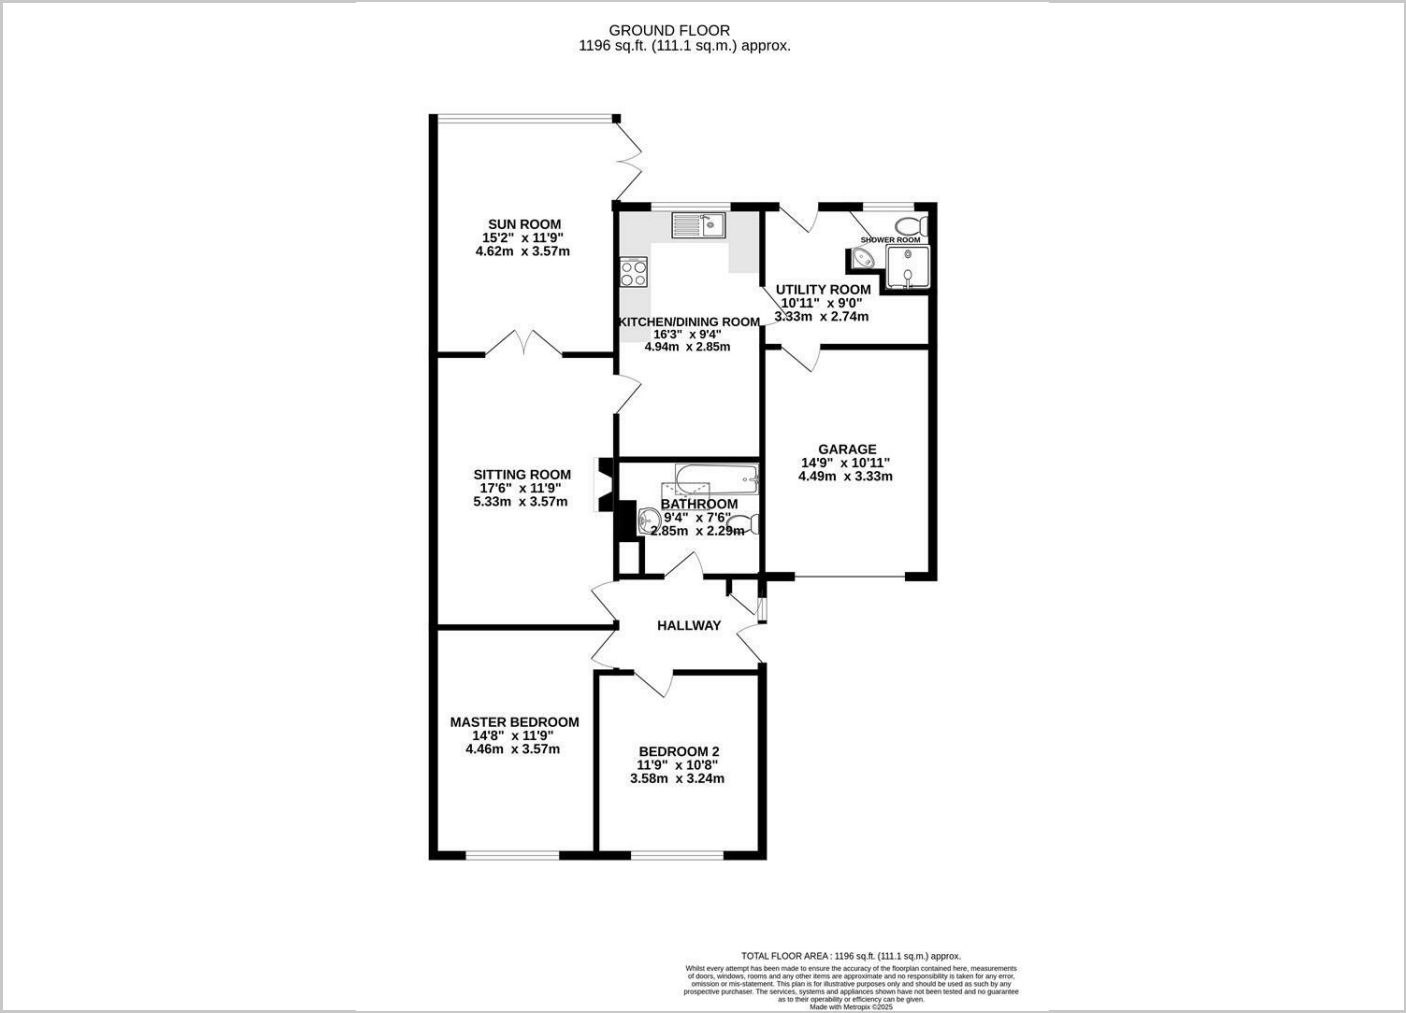 GROUND FLOOR
1196 sq.ft. (111.1 sq.m.) approx.
SUN ROOM
15'2" x 11'9"
4.62m x 3.57m
SHOWER ROOM
UTILITY ROOM
10'11" x 9'0"
3.33m x 2.74m
KITCHEN/DINING ROOM
16'3" x 9'4"
4.94m x 2.85m
GARAGE
14'9" x 10'11"
4.49m x 3.33m
SITTING ROOM
17'6" x 11'9"
5.33m x 3.57m
BATHROOM
9'4" x 7'6"
2.85m x 2.29m
HALLWAY
MASTER BEDROOM
14'8" x 11'9"
4.46m x 3.57m
BEDROOM 2
11'9" x 10'8"
3.58m x 3.24m
TOTAL FLOOR AREA : 1196 sq.ft. (111.1 sq.m.) approx.
Whilst every attempt has been made to ensure the accuracy of the floorplan contained here, measurements
of doors, windows, rooms and any other items are approximate and no responsibility is taken for any error,
omission or mis-statement. This plan is for illustrative purposes only and should be used as such by any
prospective purchaser. The services, systems and appliances shown have not been tested and no guarantee
as to their operability or efficiency can be given.
Made with Metropix ©2025